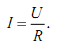 I = U/R.